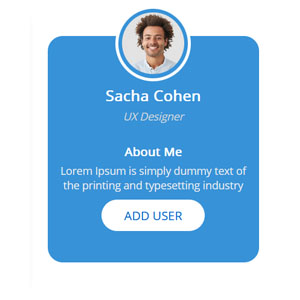 Sacha Cohen
UX Designer
About Me
Lorem Ipsum is simply dummy text of
the printing and typesetting industry
ADD USER